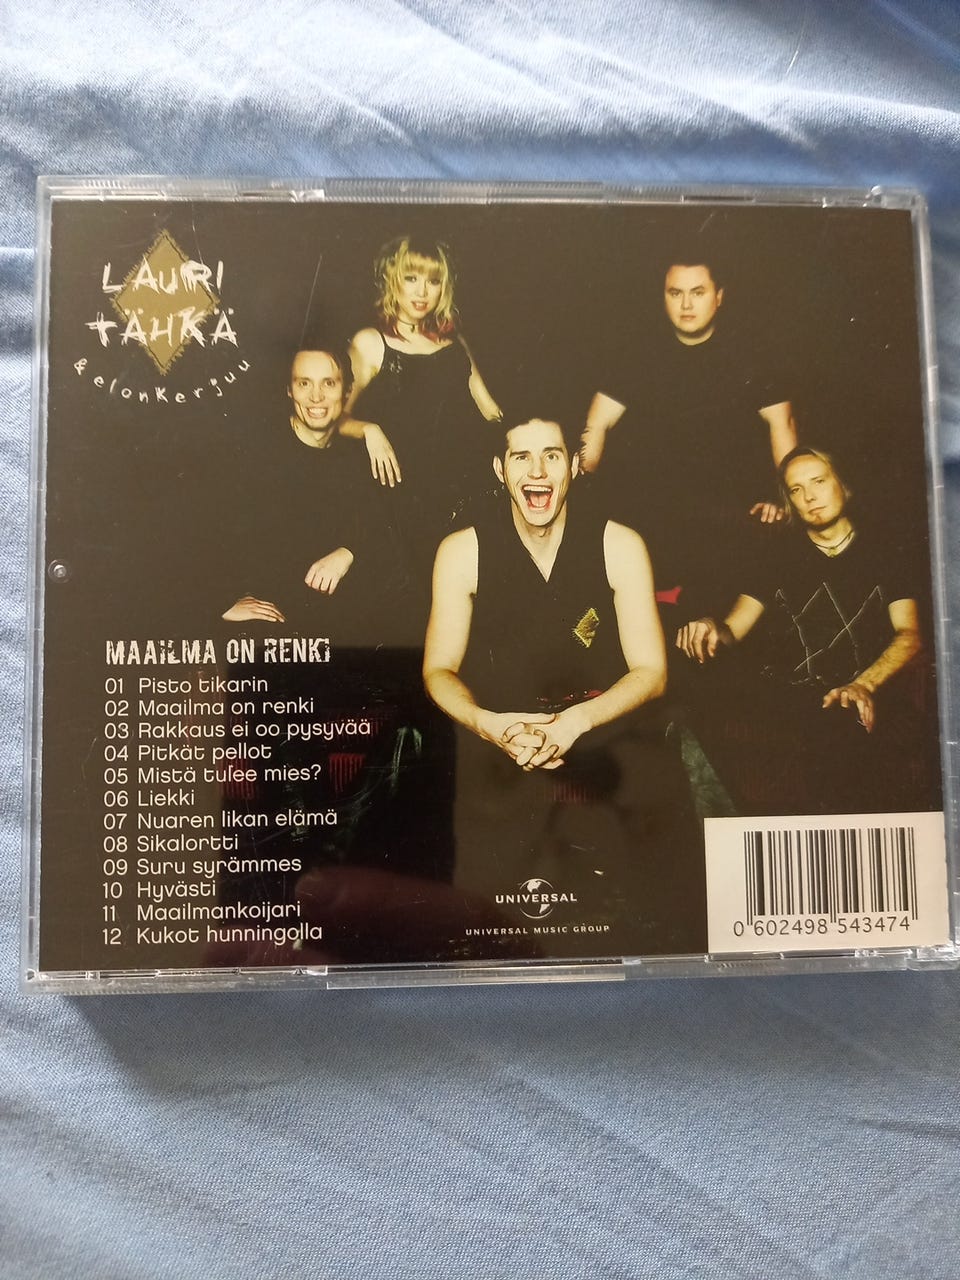 LAURI
TÄHKÄ
& elonkerjuu
MAAILMA ON RENKI
01 Pisto tikarin
02 Maailma on renki
03 Rakkaus ei oo pysyvää
04 Pitkät pellot
05 Mistä tulee mies?
06 Liekki
07 Nuaren likan elämä
08 Sikalortti
09 Suru syrämmes
10 Hyvästi
11 Maailmankoijari
12 Kukot hunningolla
UNIVERSAL
UNIVERSAL MUSIC GROUP
0 602498 543474